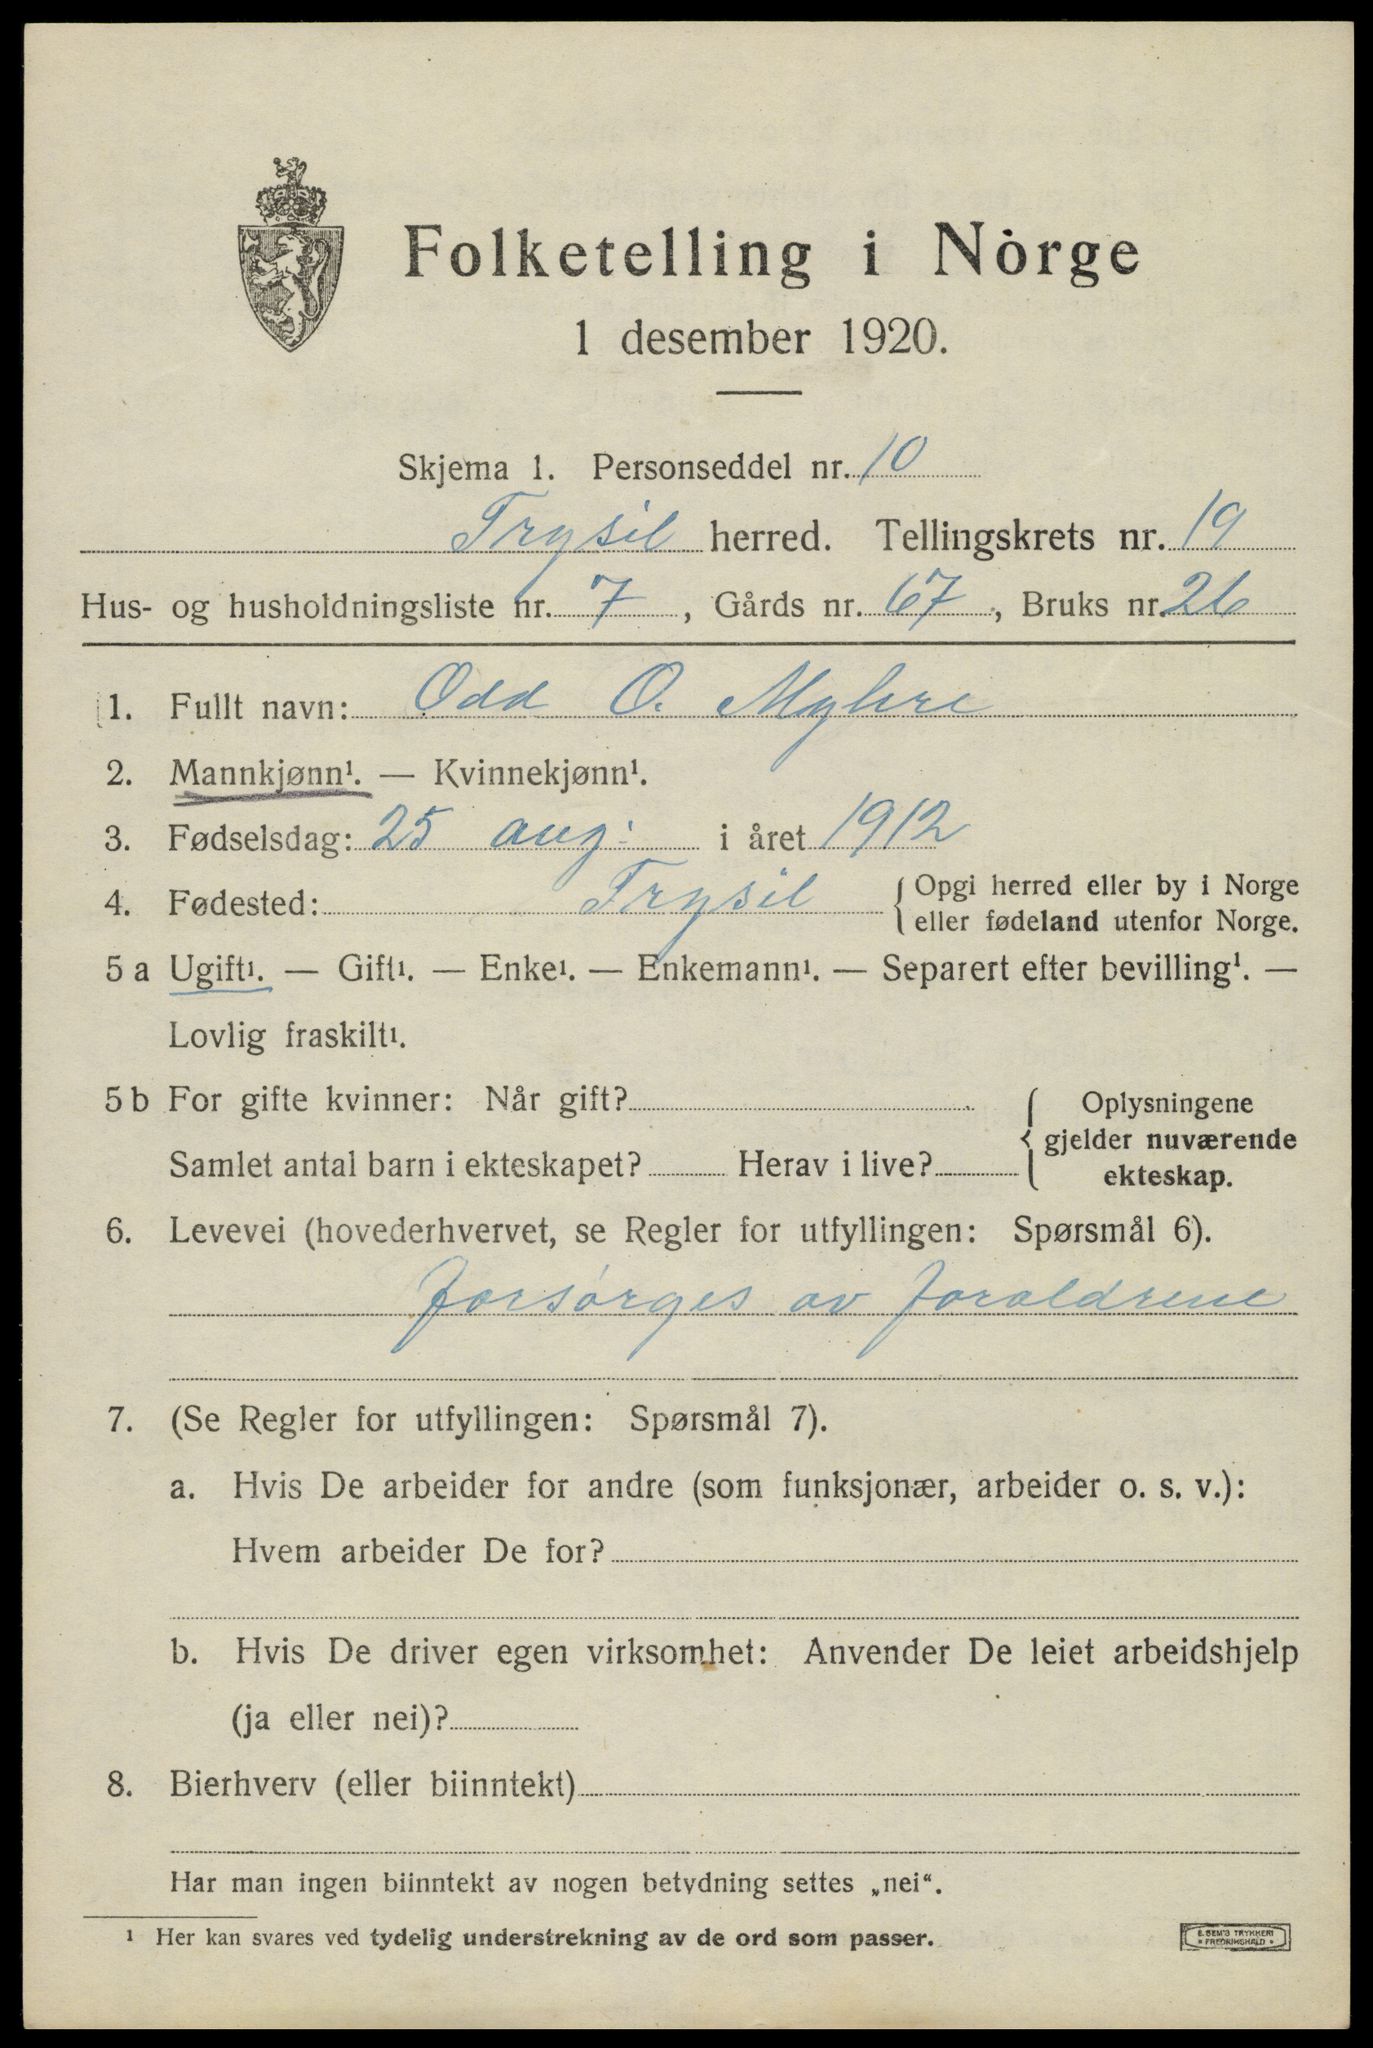 Folketelling i Norge
1 desember 1920.
Skjema 1. Personseddel nr. 10
Trysil herred. Tellingskrets nr. 19
Hus- og husholdningsliste nr. 7, Gårds nr. 67, Bruks nr. 26
1. Fullt navn: Odd O. Myhre
2. Mannkjønn¹. — Kvinnekjønn¹.
3. Fødselsdag: 25 aug: i året 1912
4. Fødested: Trysil { Opgi herred eller by i Norge
eller fødeland utenfor Norge.
5 a Ugift¹. — Gift¹. — Enke¹. — Enkemann¹. — Separert efter bevilling¹. —
Lovlig fraskilt¹.
5 b For gifte kvinner: Når gift? { Oplysningene
gjelder nuværende
Samlet antal barn i ekteskapet? Herav i live? ekteskap.
6. Levevei (hovederhvervet, se Regler for utfyllingen: Spørsmål 6).
forsørges av foraldrene
7. (Se Regler for utfyllingen: Spørsmål 7).
a. Hvis De arbeider for andre (som funksjonær, arbeider o. s. v.):
Hvem arbeider De for?
b. Hvis De driver egen virksomhet: Anvender De leiet arbeidshjelp
(ja eller nei)?
8. Bierhverv (eller biinntekt)
Har man ingen biinntekt av nogen betydning settes „nei“.
¹ Her kan svares ved tydelig understrekning av de ord som passer.
E. SEM'S TRYKKERI
• FREDRIKSHALD •